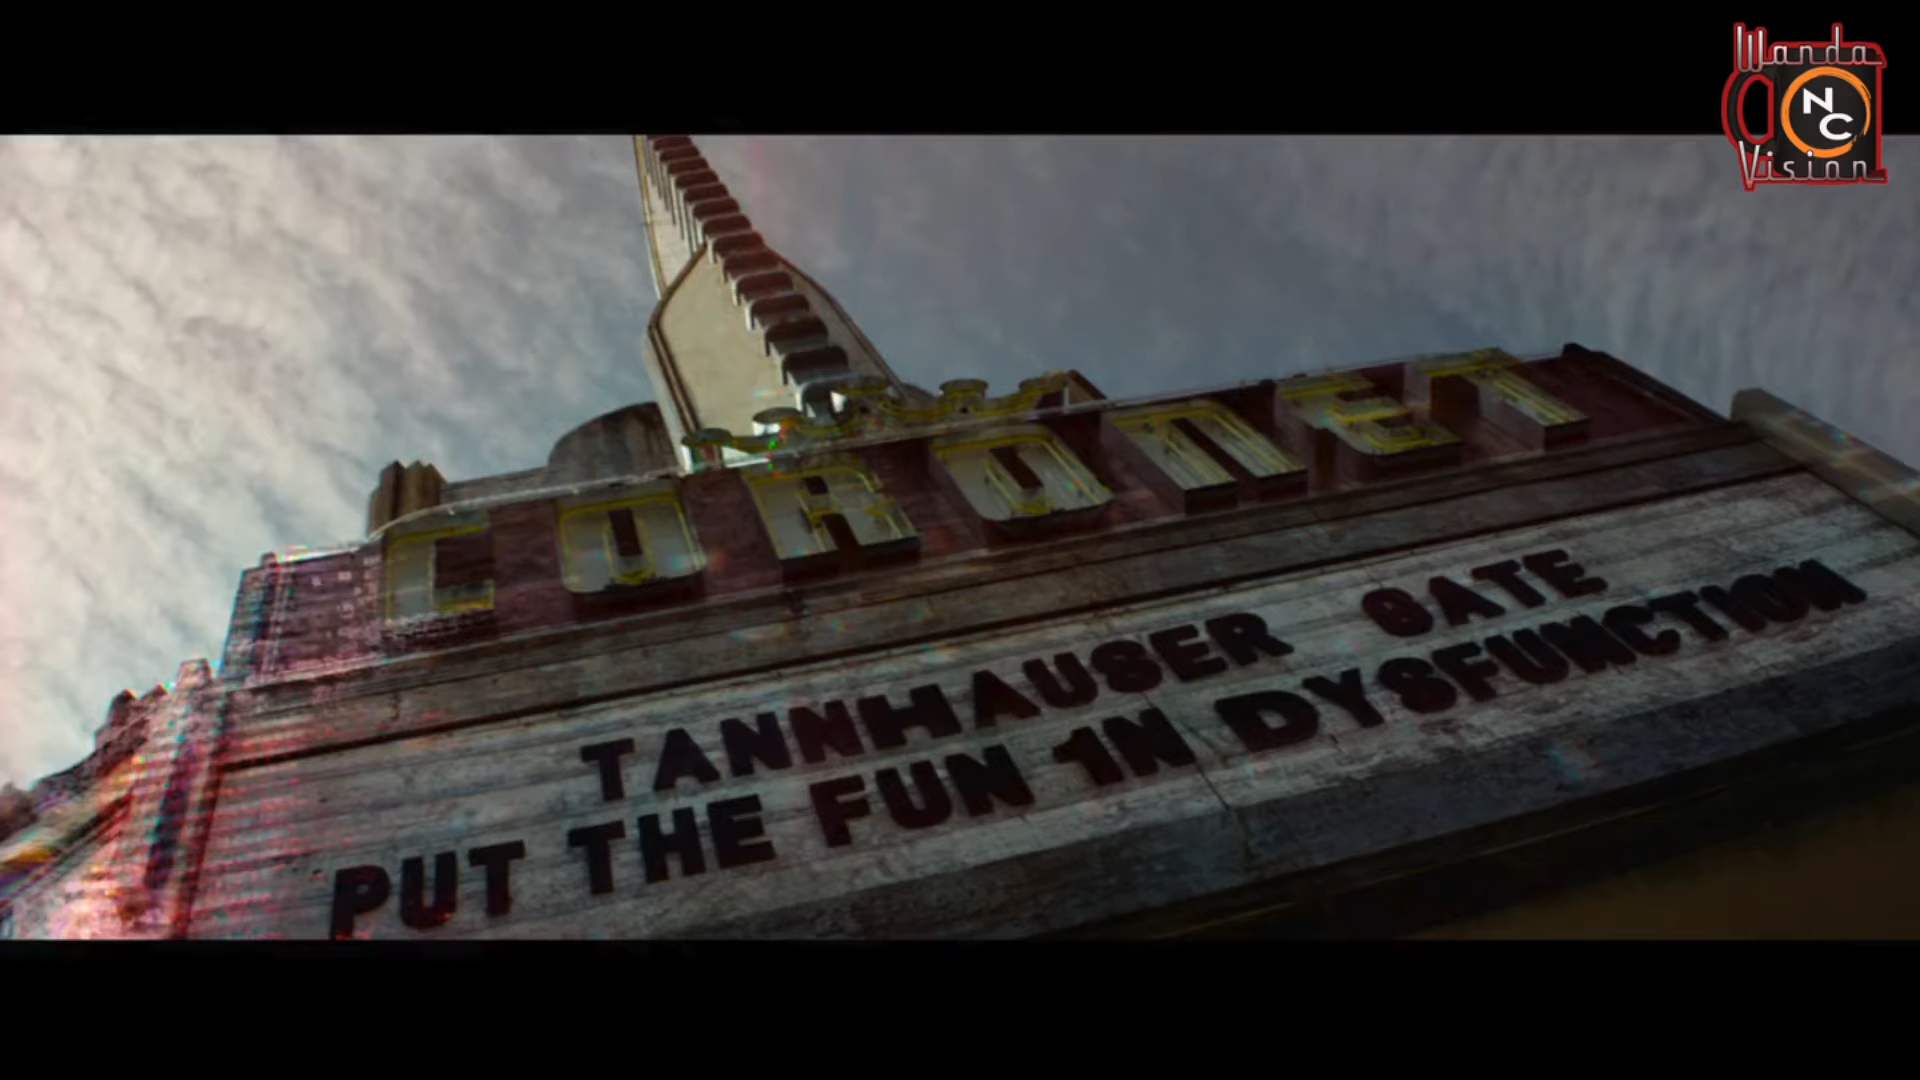 Wanda
NC
Vision
CORONET
TANNHAUSER GATE
PUT THE FUN 1N DYSFUNCTION